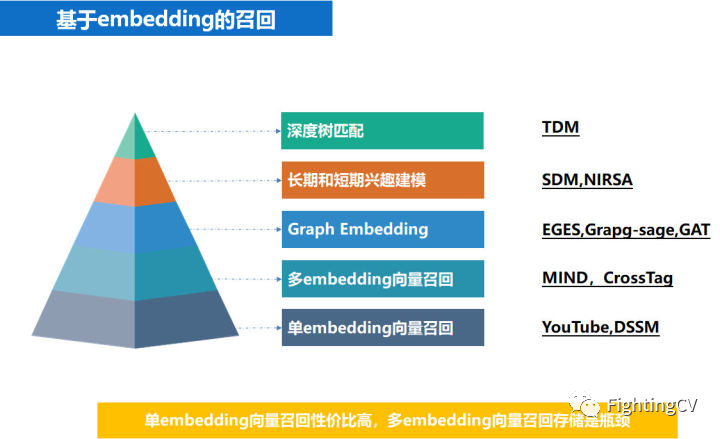 基于embedding的召回
深度树匹配 TDM
长期和短期兴趣建模 SDM,NIRSA
Graph Embedding EGES,Grapg-sage,GAT
多embedding向量召回 MIND，CrossTag
单embedding向量召回 YouTube,DSSM
单embedding向量召回性价比高，多embedding向量召回存储是瓶颈
FightingCV